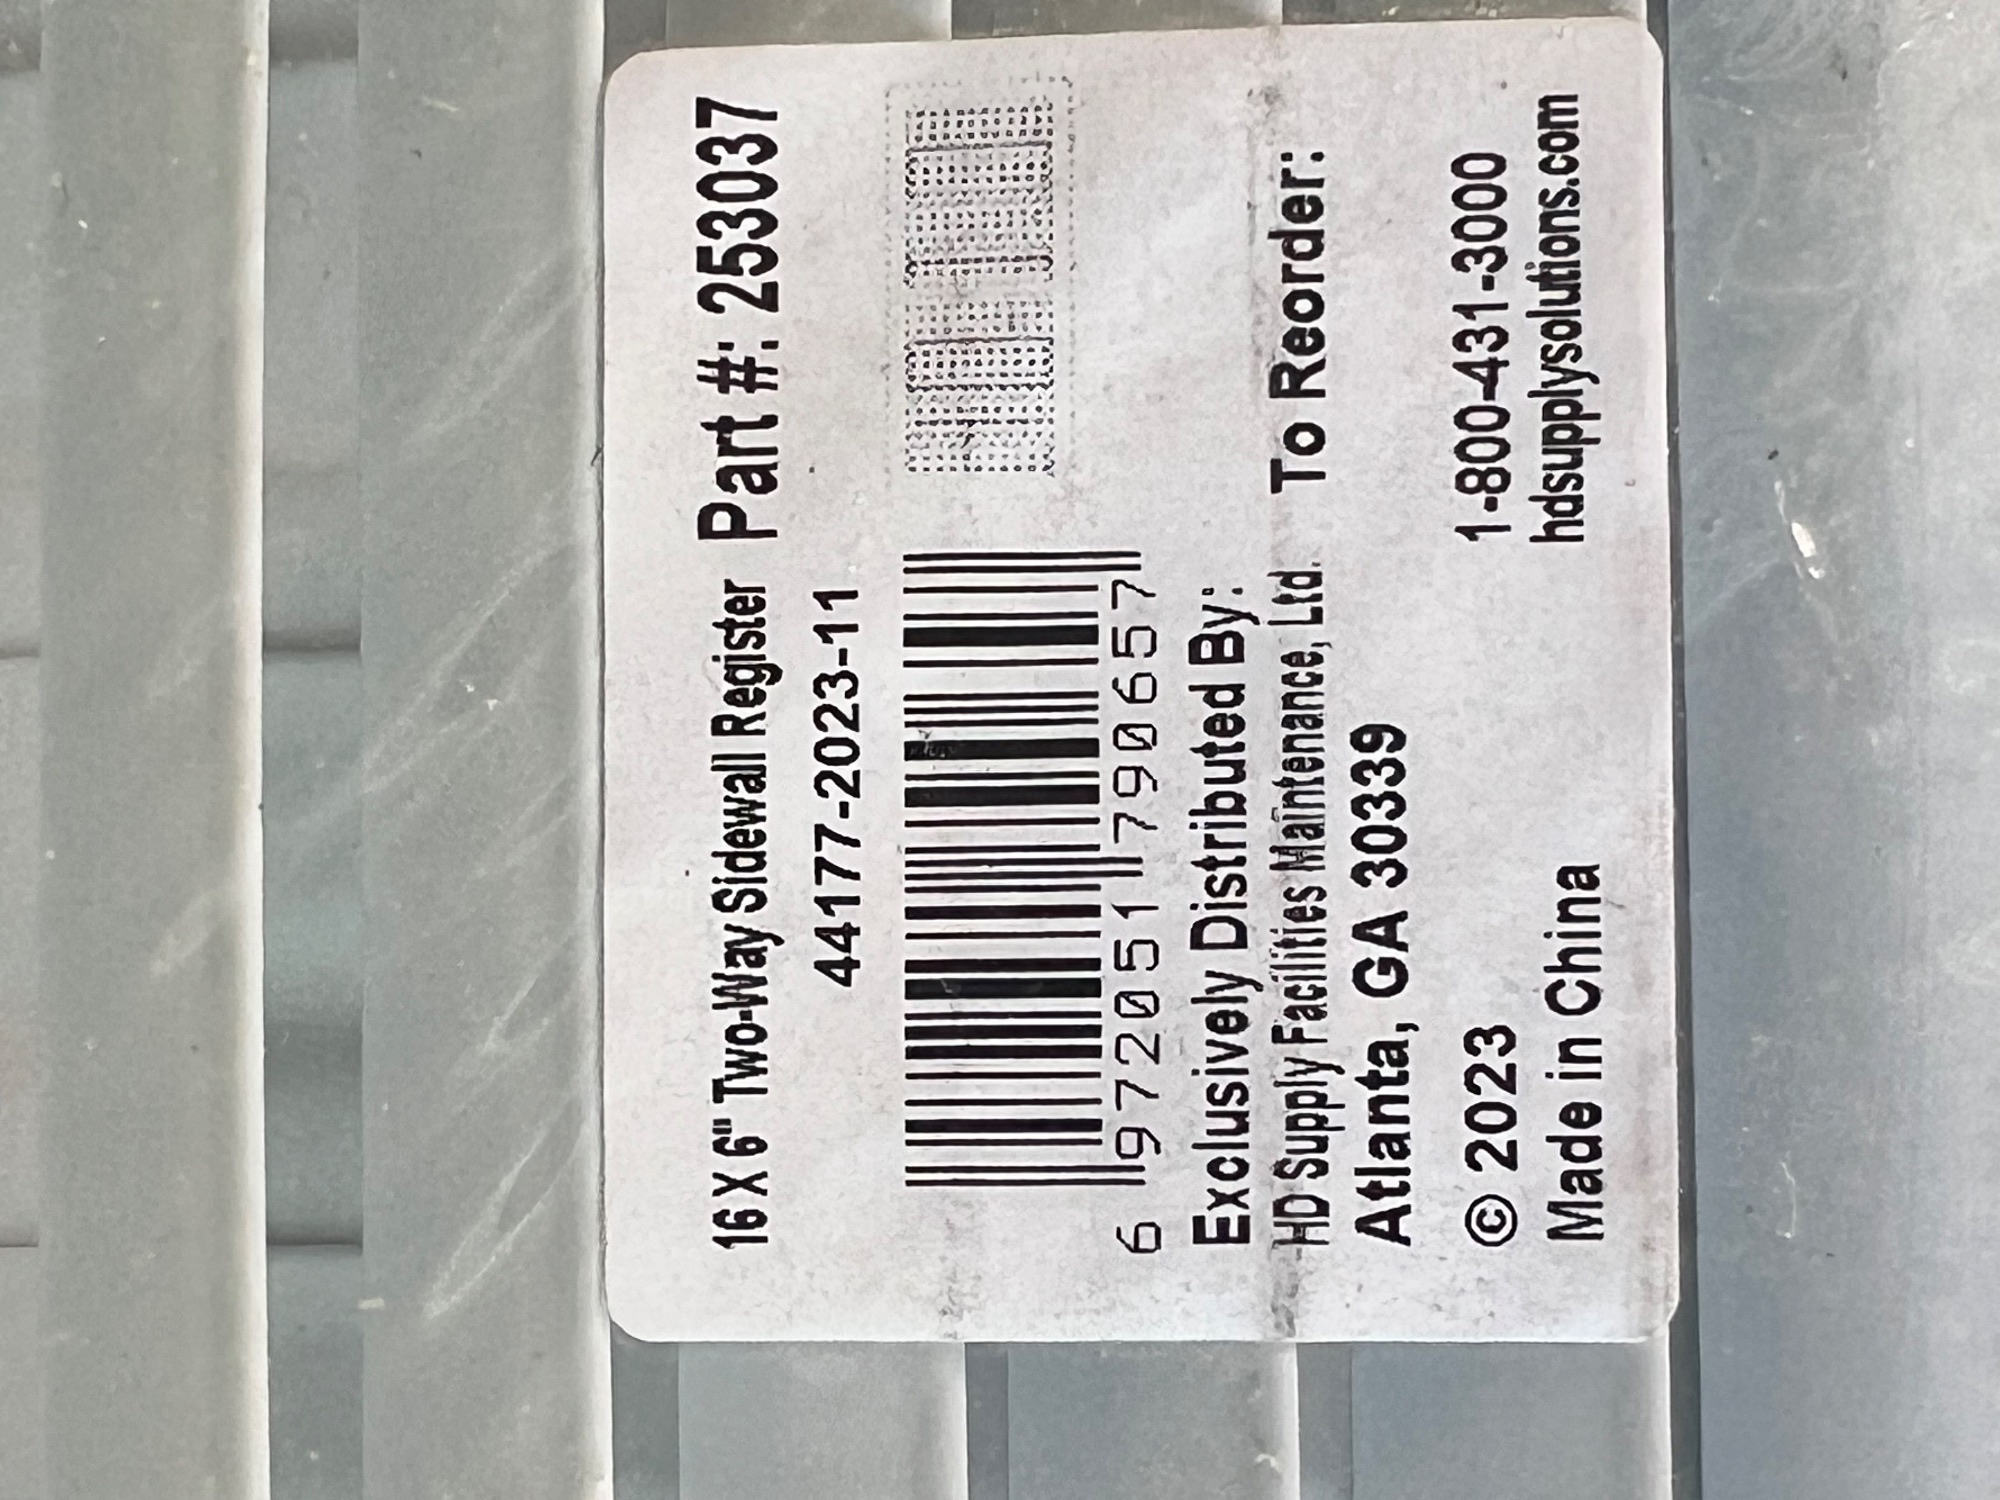 16 X 6" Two-Way Sidewall Register Part #: 253037
44177-2023-11
6 972051 790657
Exclusively Distributed By:
HD Supply Facilities Maintenance, Ltd.
Atlanta, GA 30339
© 2023
Made in China
To Reorder:
1-800-431-3000
hdsupplysolutions.com